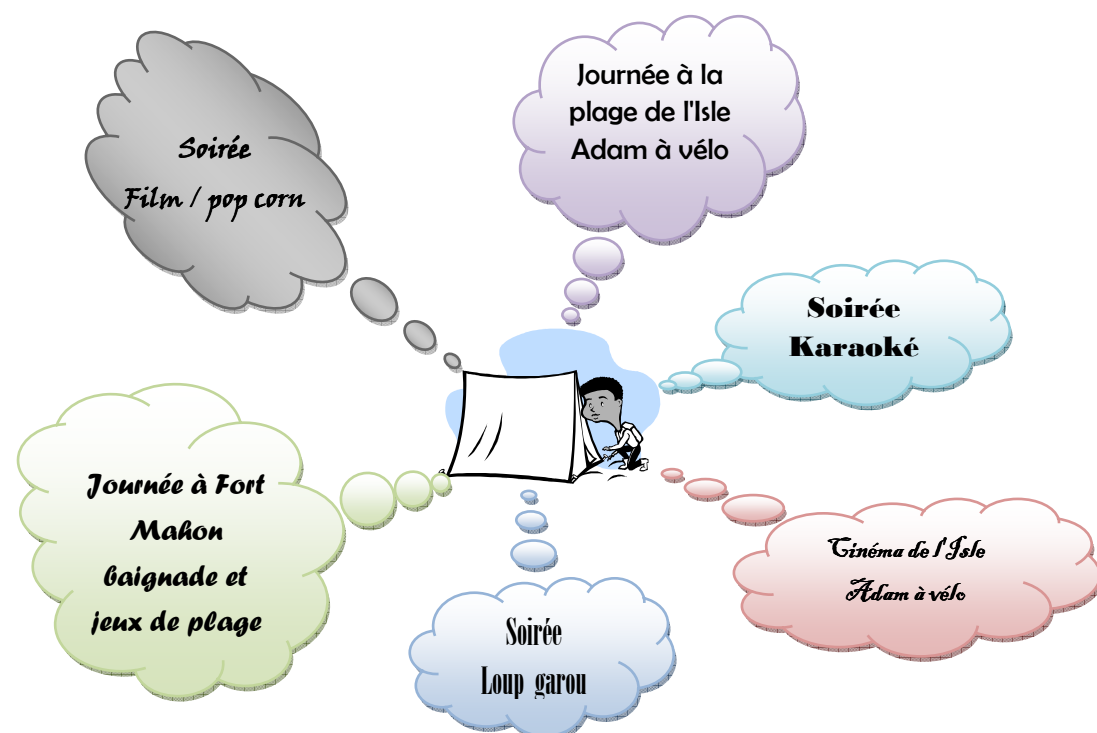 Soirée
Film / pop corn
Journée à la
plage de l'Isle
Adam à vélo
Soirée
Karaoké
Journée à Fort
Mahon
baignade et
jeux de plage
Cinéma de l'Isle
Adam à vélo
Soirée
Loup garou